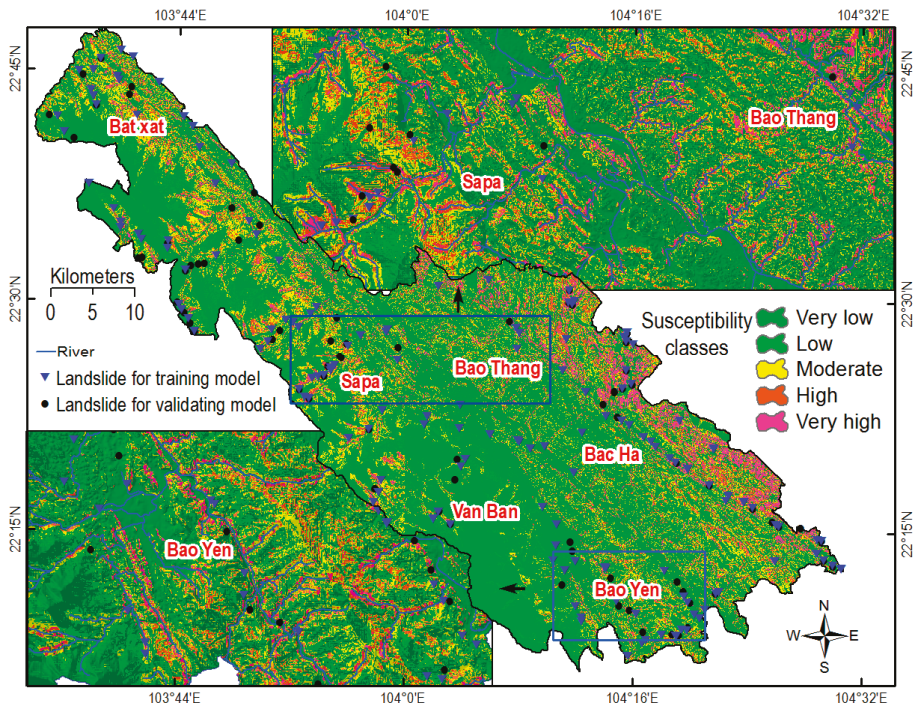 103°44'E 104°0'E 104°16'E 104°32'E
22°45'N
22°45'N
Bat xat
Bao Thang
Sapa
Kilometers
0 5 10
22°30'N
22°30'N
River
Landslide for training model
Landslide for validating model
Susceptibility
classes
Very low
Low
Moderate
High
Very high
Sapa
Bao Thang
Bac Ha
Van Ban
22°15'N
22°15'N
Bao Yen
Bao Yen
N
W E
S
103°44'E 104°0'E 104°16'E 104°32'E